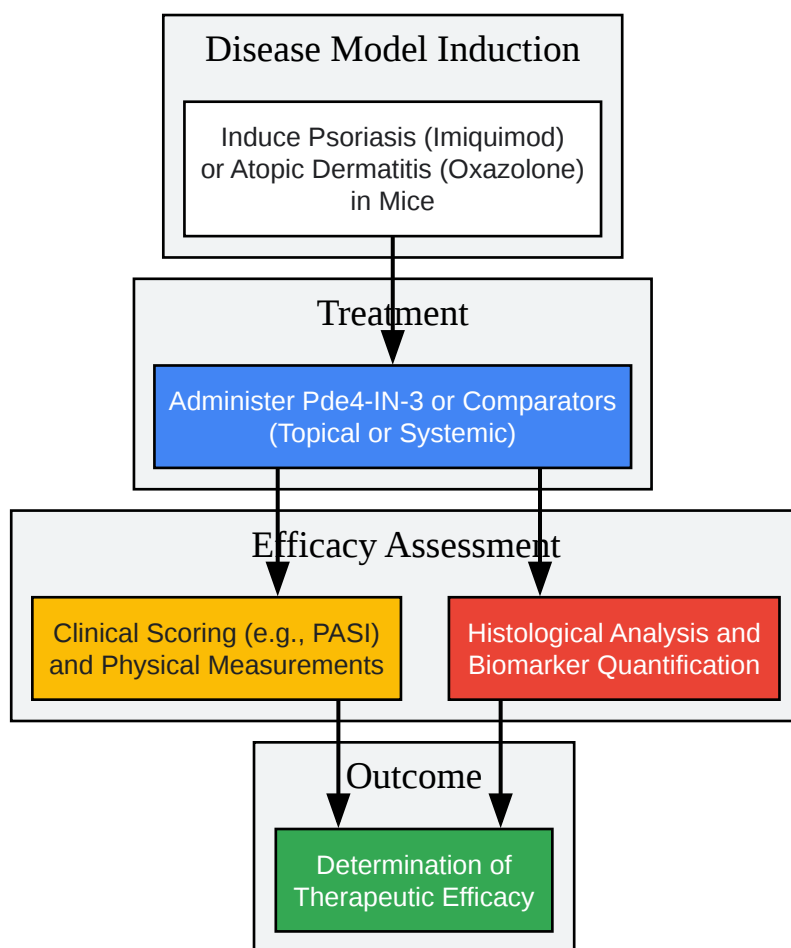 Disease Model Induction
Induce Psoriasis (Imiquimod)
or Atopic Dermatitis (Oxazolone)
in Mice
Treatment
Administer Pde4-IN-3 or Comparators
(Topical or Systemic)
Efficacy Assessment
Clinical Scoring (e.g., PASI)
and Physical Measurements
Histological Analysis and
Biomarker Quantification
Outcome
Determination of
Therapeutic Efficacy